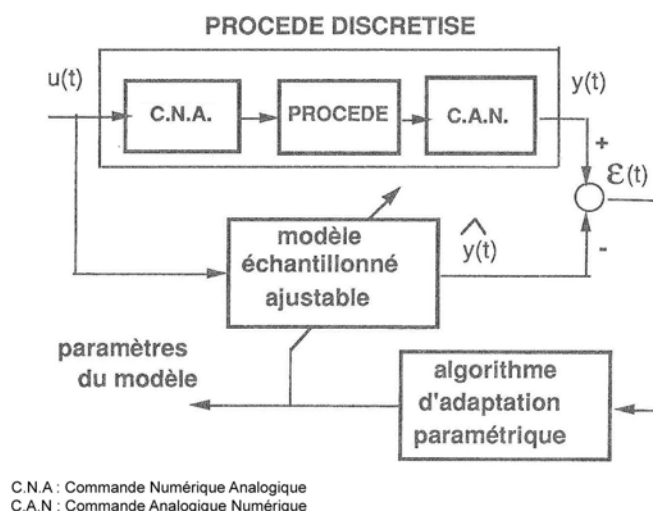 PROCEDE DISCRETISE
u(t)
C.N.A.
PROCEDE
C.A.N.
y(t)
+
ε(t)
-
modèle
échantillonné
ajustable
ŷ(t)
paramètres
du modèle
algorithme
d'adaptation
paramétrique
C.N.A : Commande Numérique Analogique
C.A.N : Commande Analogique Numérique